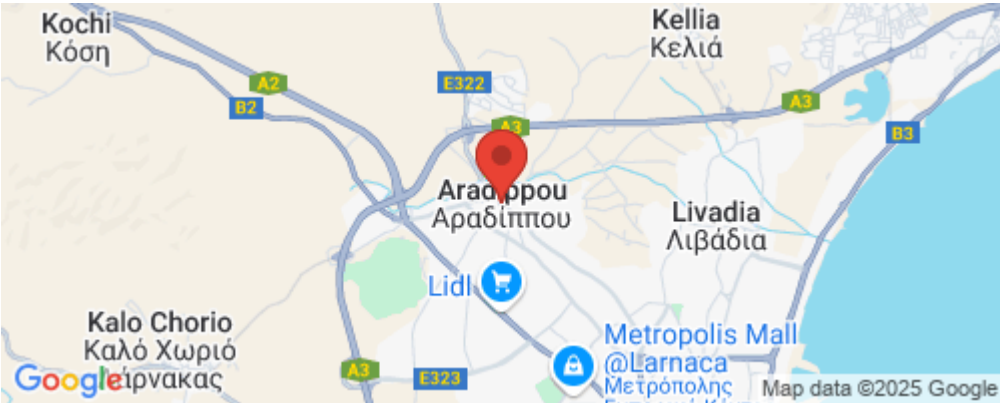 Kochi
Κόση
Kellia
Κελιά
A2
E322
B2
A3
A3
B3
Aradippou
Αραδίππου
Livadia
Λιβάδια
Lidl
Kalo Chorio
Καλό Χωριό
Metropolis Mall
@Larnaca
Μετρόπολης
A3
E323
Google
Map data ©2025 Google